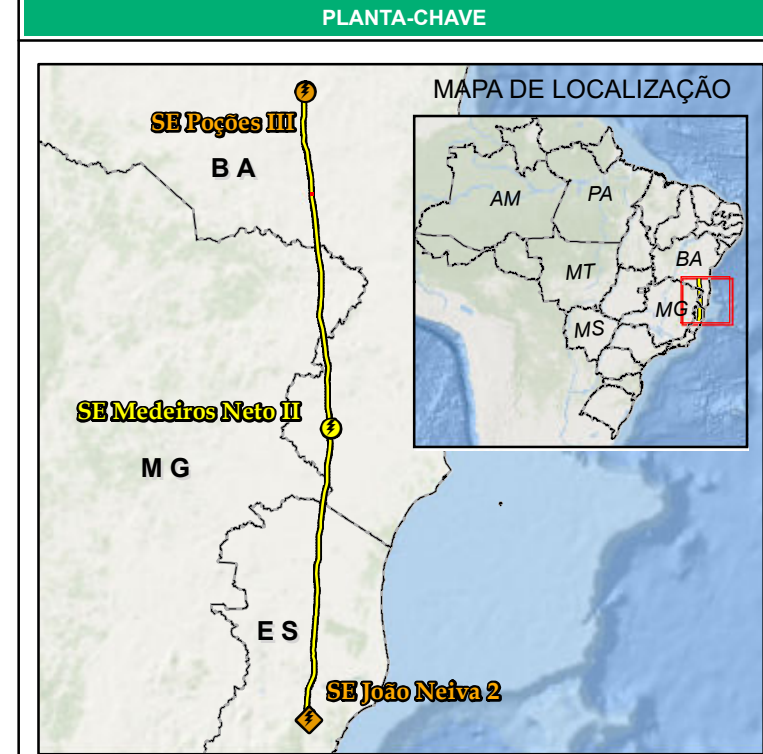 PLANTA-CHAVE
MAPA DE LOCALIZAÇÃO
SE Poções III
B A
AM
PA
BA
MT
MG
MS
SE Medeiros Neto II
M G
E S
SE João Neiva 2